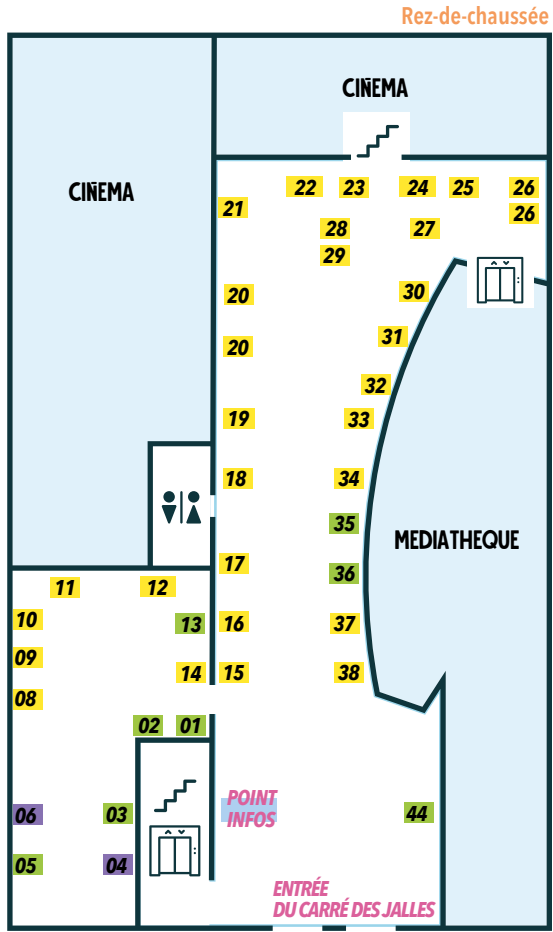 Rez-de-chaussée
CINEMA
CINEMA
22 23 24 25 26
21 26
28 27
29
20 30
31
20
32
19 33
18 34
35
MEDIATHEQUE
17
36
11 12
10 13 16 37
09
14 15 38
08
02 01
POINT
INFOS
06 03 44
05 04
ENTRÉE
DU CARRÉ DES JALLES